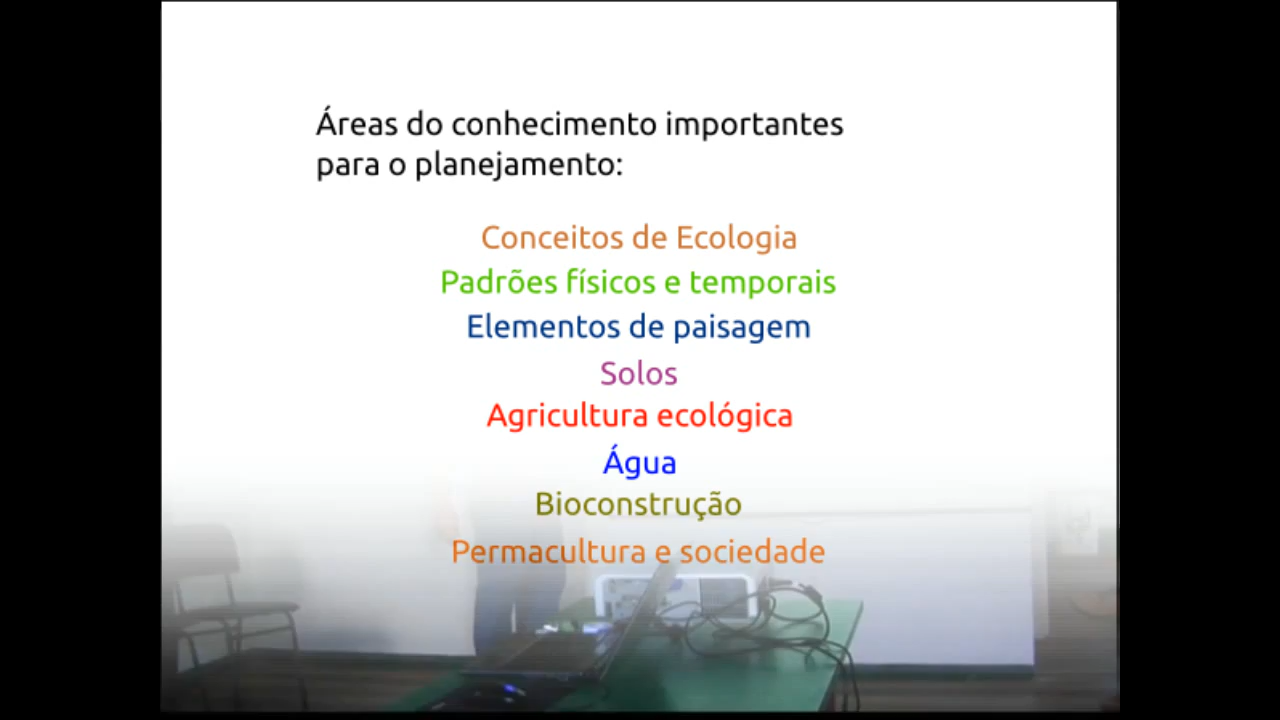 Áreas do conhecimento importantes
para o planejamento:
Conceitos de Ecologia
Padrões físicos e temporais
Elementos de paisagem
Solos
Agricultura ecológica
Água
Bioconstrução
Permacultura e sociedade